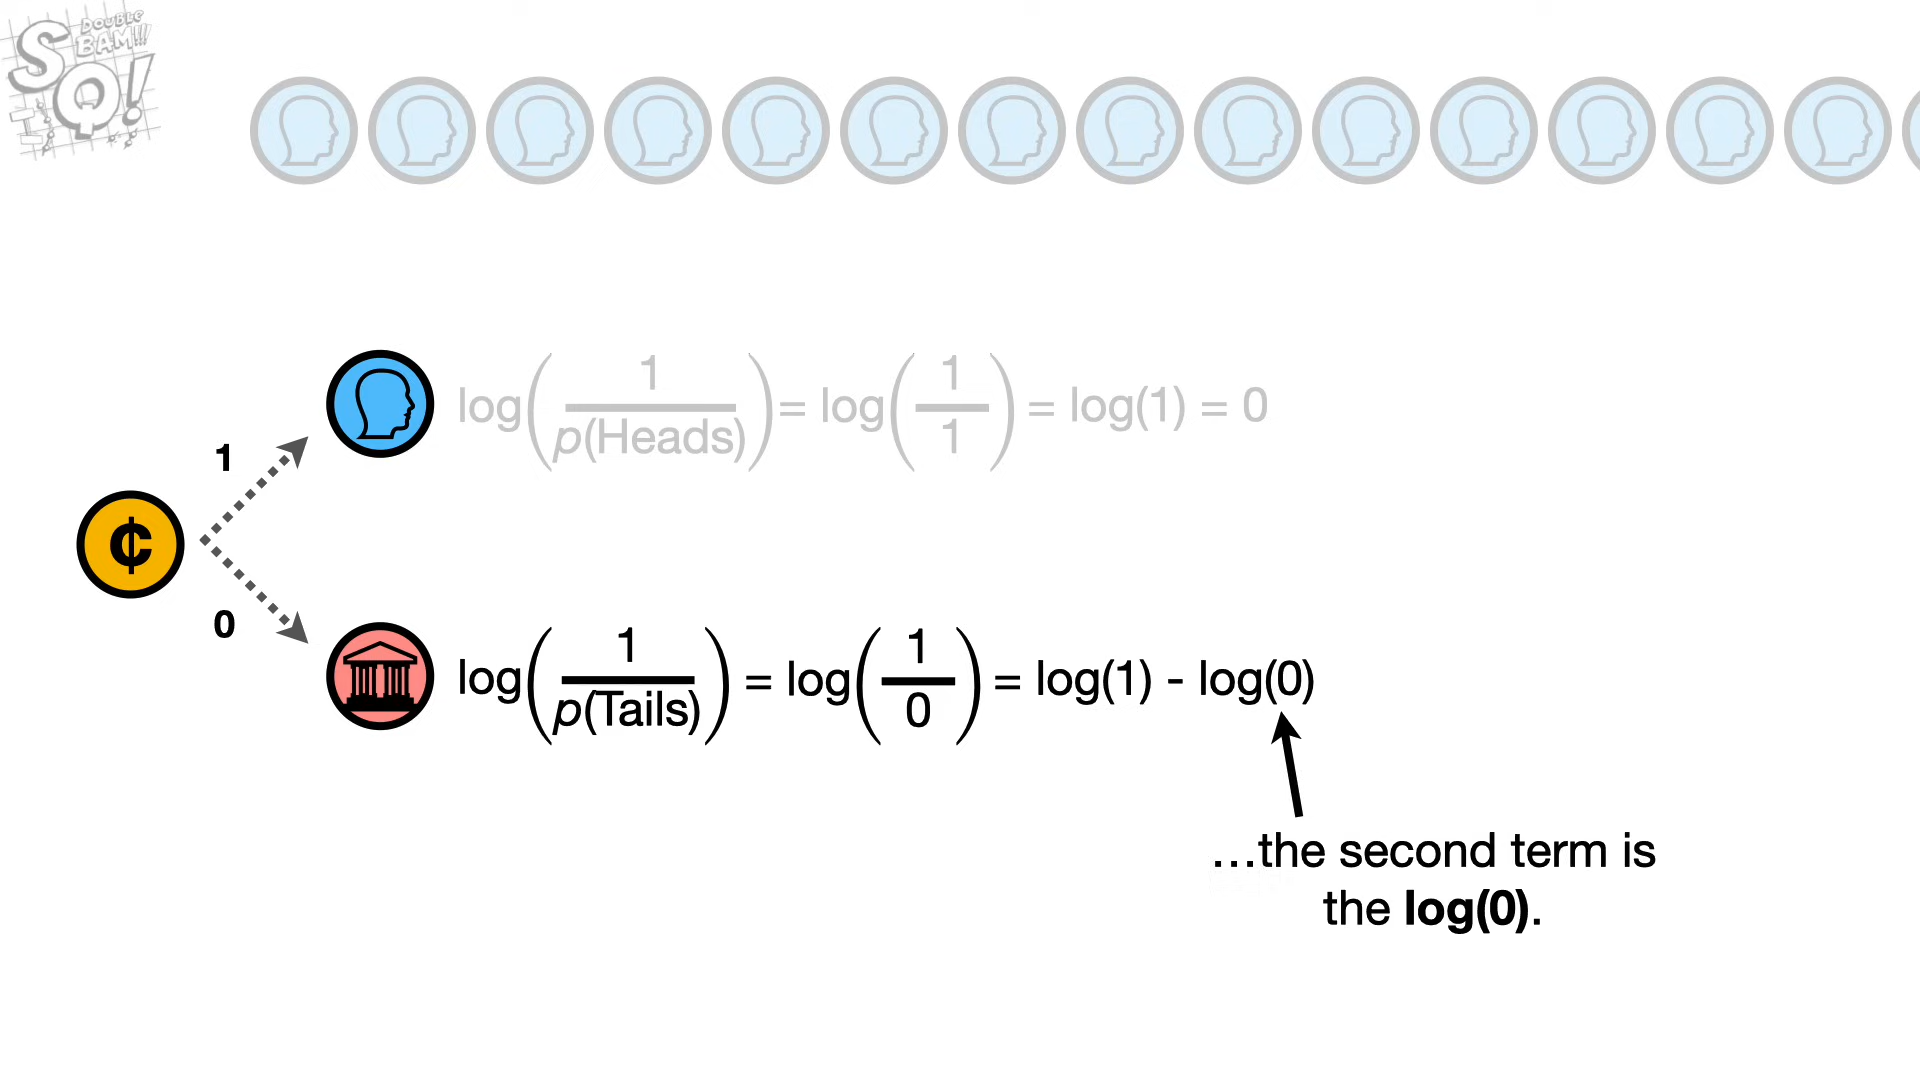 DOUBLE
BAM!!!
SQ!
log(1/p(Heads)) = log(1/1) = log(1) = 0
1
¢
0
log(1/p(Tails)) = log(1/0) = log(1) - log(0)
…the second term is
the log(0).